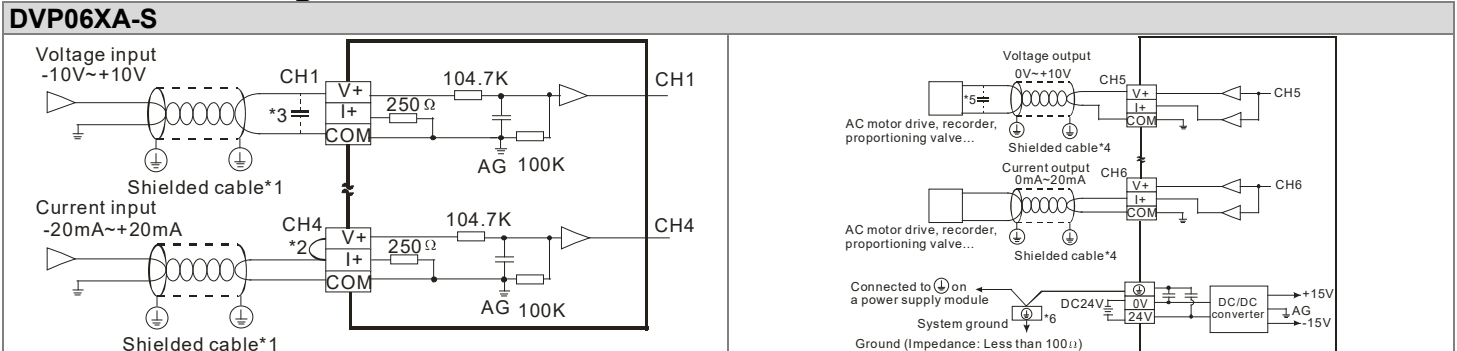 DVP06XA-S
Voltage input
-10V~+10V
CH1
*3
V+
I+
COM
104.7K
250 Ω
CH1
AG 100K
Shielded cable*1
Current input
-20mA~+20mA
CH4
*2
V+
I+
COM
104.7K
250 Ω
CH4
AG 100K
Shielded cable*1
Voltage output
0V~+10V
CH5
*5
V+
I+
COM
CH5
AC motor drive, recorder,
proportioning valve...
Shielded cable*4
Current output
0mA~20mA
CH6
V+
I+
COM
CH6
AC motor drive, recorder,
proportioning valve...
Shielded cable*4
Connected to on
a power supply module
DC24V
0V
24V
DC/DC
converter
+15V
AG
-15V
System ground
*6
Ground (Impedance: Less than 100Ω)